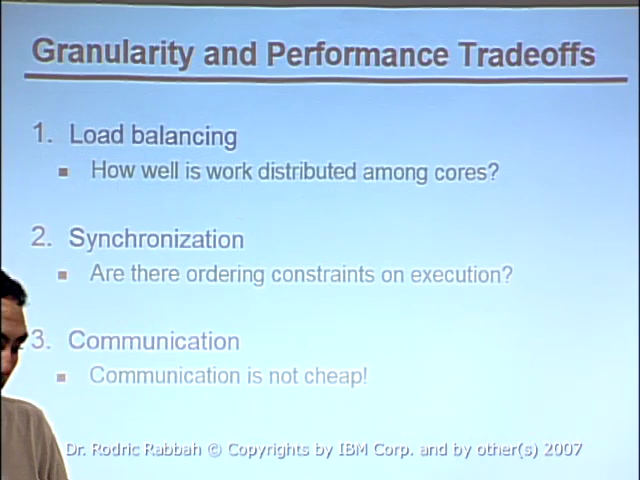 Granularity and Performance Tradeoffs
1. Load balancing
▪ How well is work distributed among cores?
2. Synchronization
▪ Are there ordering constraints on execution?
3. Communication
▪ Communication is not cheap!
Dr. Rodric Rabbah © Copyrights by IBM Corp. and by other(s) 2007